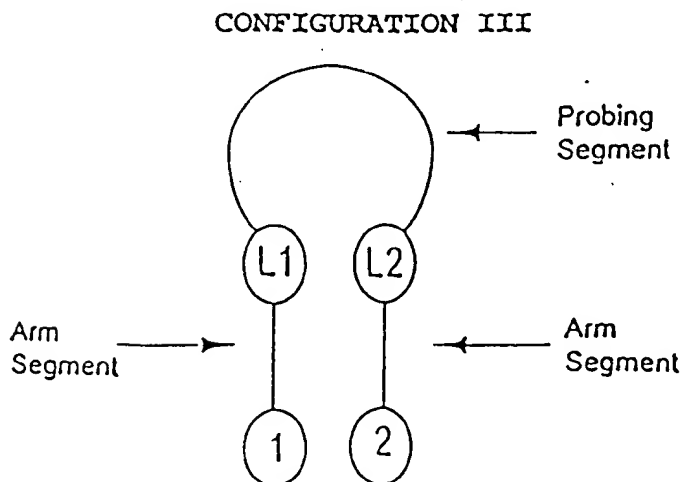 CONFIGURATION III
Probing
Segment
L1
L2
Arm
Segment
Arm
Segment
1
2